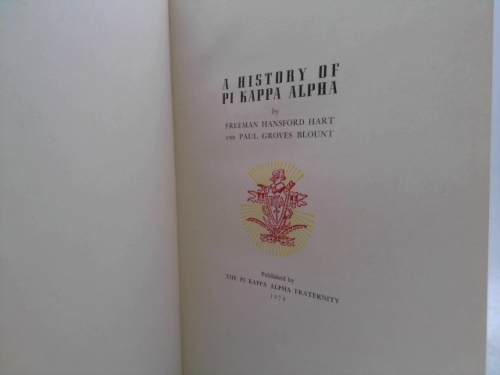 A HISTORY OF
PI KAPPA ALPHA
by
FREEMAN HANSFORD HART
AND PAUL GROVES BLOUNT
Published by
THE PI KAPPA ALPHA FRATERNITY